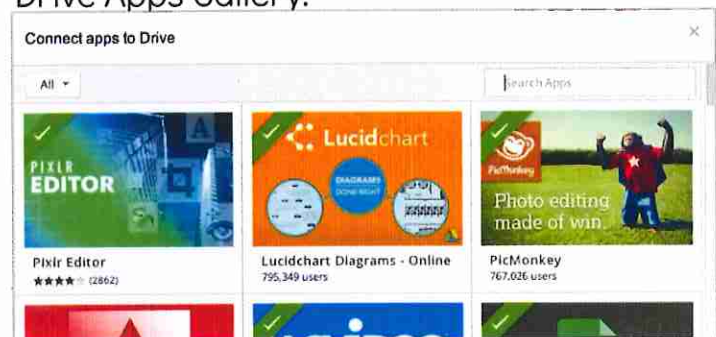 Drive Apps Gallery.
Connect apps to Drive
×
All
Search Apps
PIXLR
EDITOR
A
Lucidchart
DIAGRAMS
DONE RIGHT
PicMonkey
Photo editing
made of win.
Pixlr Editor
(2862)
Lucidchart Diagrams - Online
795,349 users
PicMonkey
767,026 users